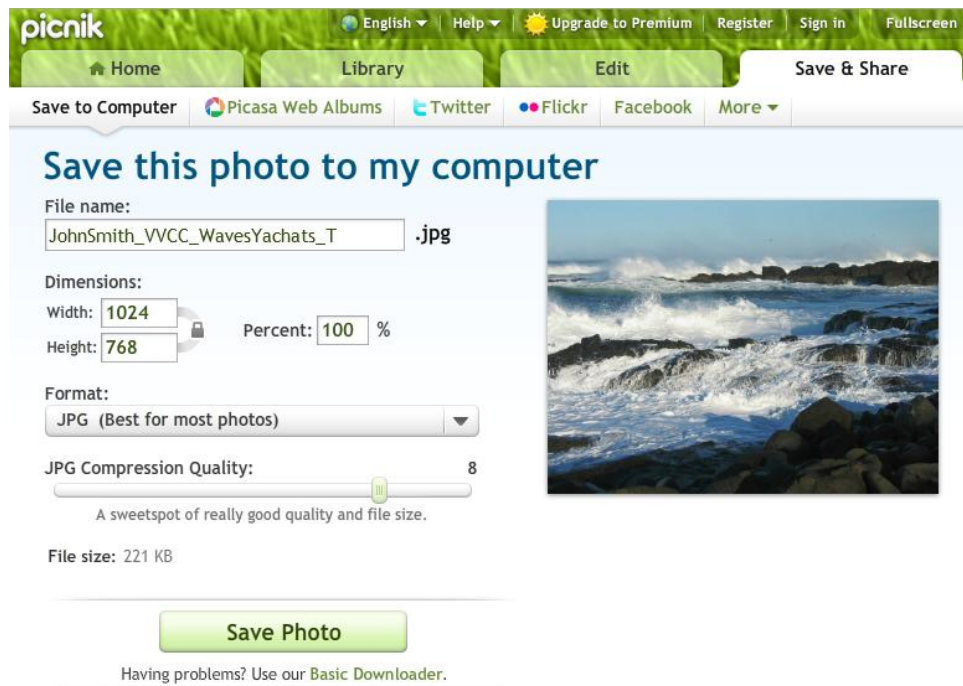 picnik
English Help Upgrade to Premium Register Sign in Fullscreen
Home Library Edit Save & Share
Save to Computer Picasa Web Albums Twitter Flickr Facebook More
Save this photo to my computer
File name:
JohnSmith_VVCC_WavesYachats_T .jpg
Dimensions:
Width: 1024
Percent: 100 %
Height: 768
Format:
JPG (Best for most photos)
JPG Compression Quality: 8
A sweetspot of really good quality and file size.
File size: 221 KB
Save Photo
Having problems? Use our Basic Downloader.